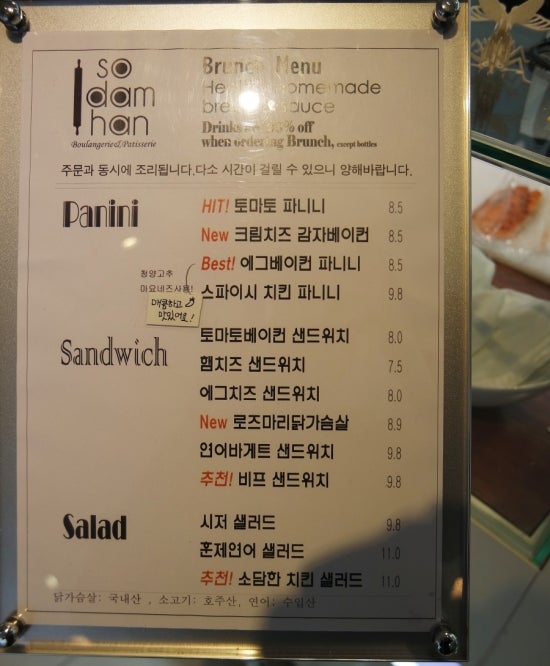 so
dam
han
Boulangerie & Patisserie
Brunch Menu
homemade
sauce
Drinks off
when ordering Brunch, except bottles
주문과 동시에 조리됩니다.다소 시간이 걸릴 수 있으니 양해바랍니다.
Panini
HIT! 토마토 파니니 8.5
New 크림치즈 감자베이컨 8.5
Best! 에그베이컨 파니니 8.5
청양고추
마요네즈사용!
스파이시 치킨 파니니 9.8
매콤하고
맛있어요!
Sandwich
토마토베이컨 샌드위치 8.0
햄치즈 샌드위치 7.5
에그치즈 샌드위치 8.0
New 로즈마리닭가슴살 8.9
연어바게트 샌드위치 9.8
추천! 비프 샌드위치 9.8
Salad
시저 샐러드 9.8
훈제연어 샐러드 11.0
추천! 소담한 치킨 샐러드 11.0
닭가슴살: 국내산 , 소고기: 호주산, 연어: 수입산